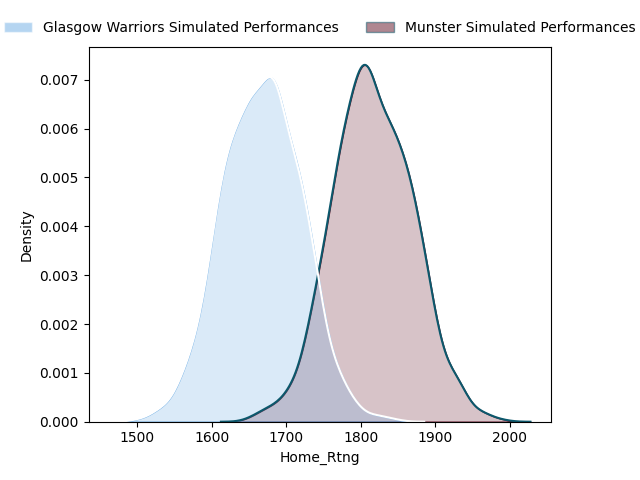 Glasgow Warriors Simulated Performances
Munster Simulated Performances
0.007
0.006
0.005
0.004
0.003
0.002
0.001
0.000
Density
1500 1600 1700 1800 1900 2000
Home_Rtng